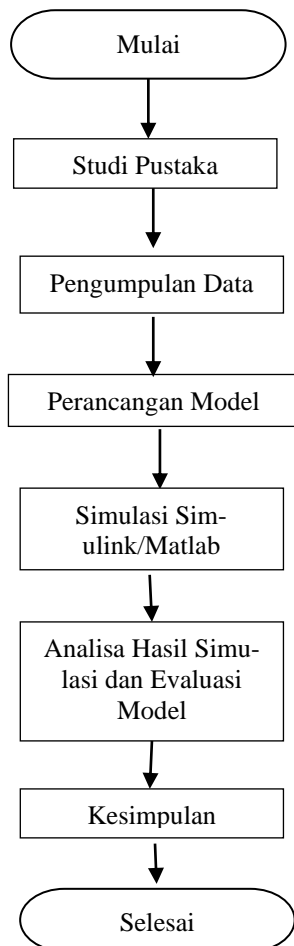 Mulai
Studi Pustaka
Pengumpulan Data
Perancangan Model
Simulasi Sim-
ulink/Matlab
Analisa Hasil Simu-
lasi dan Evaluasi
Model
Kesimpulan
Selesai